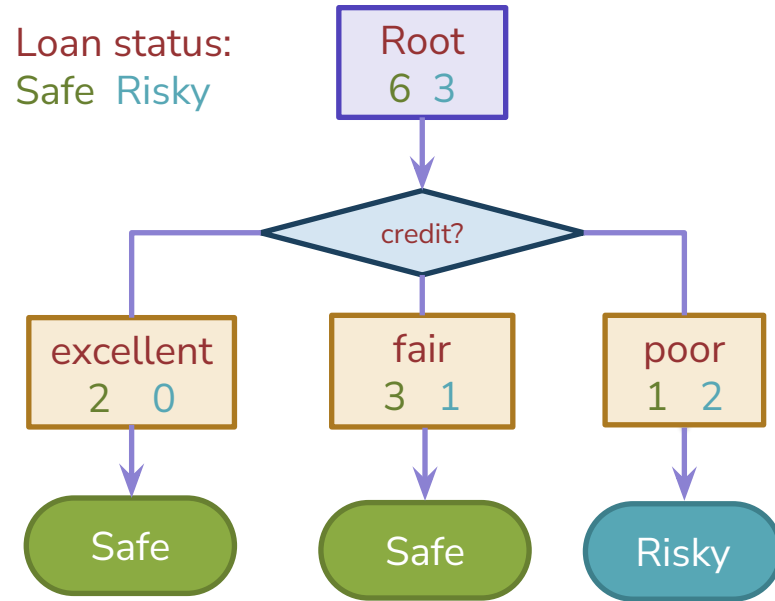 Loan status:
Safe Risky
Root
6 3
credit?
excellent
2 0
fair
3 1
poor
1 2
Safe
Safe
Risky